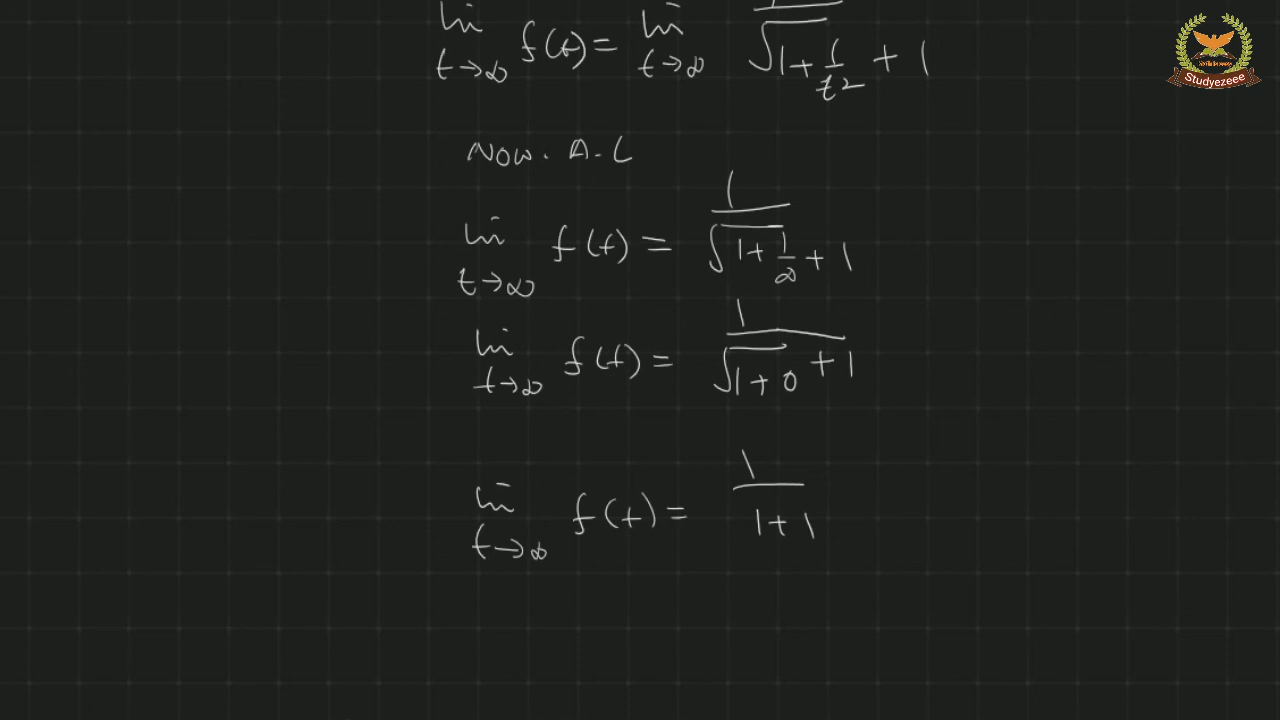 lim t→∞ f(t) = lim t→∞ 1/(√(1 + 1/t²) + 1)
Studyezeee
Now. A.L
lim t→∞ f(t) = 1/(√(1 + 1/∞) + 1)
lim t→∞ f(t) = 1/(√(1 + 0) + 1)
lim t→∞ f(t) = 1/(1 + 1)